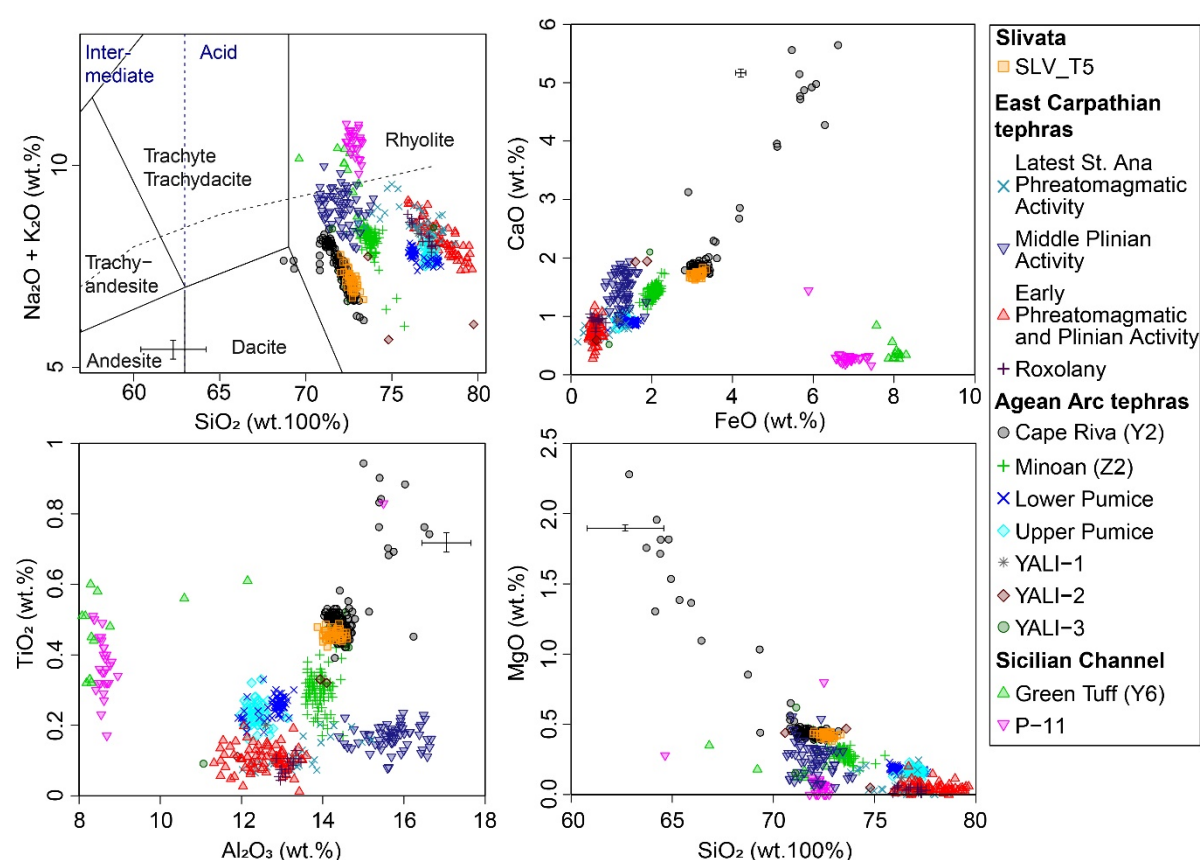 Inter-
mediate
Acid
Rhyolite
Trachyte
Trachydacite
Trachy-
andesite
Andesite
Dacite
10
5
60
65
70
75
80
Na₂O + K₂O (wt.%)
SiO₂ (wt.100%)
6
5
4
3
2
1
0
0
2
4
6
8
10
CaO (wt.%)
FeO (wt.%)
1
0.8
0.6
0.4
0.2
0
8
10
12
14
16
18
TiO₂ (wt.%)
Al₂O₃ (wt.%)
2.5
2.0
1.5
1.0
0.5
0.0
60
65
70
75
80
MgO (wt.%)
SiO₂ (wt.100%)
Slivata
SLV_T5
East Carpathian
tephras
Latest St. Ana
Phreatomagmatic
Activity
Middle Plinian
Activity
Early
Phreatomagmatic
and Plinian Activity
Roxolany
Agean Arc tephras
Cape Riva (Y2)
Minoan (Z2)
Lower Pumice
Upper Pumice
YALI−1
YALI−2
YALI−3
Sicilian Channel
Green Tuff (Y6)
P−11